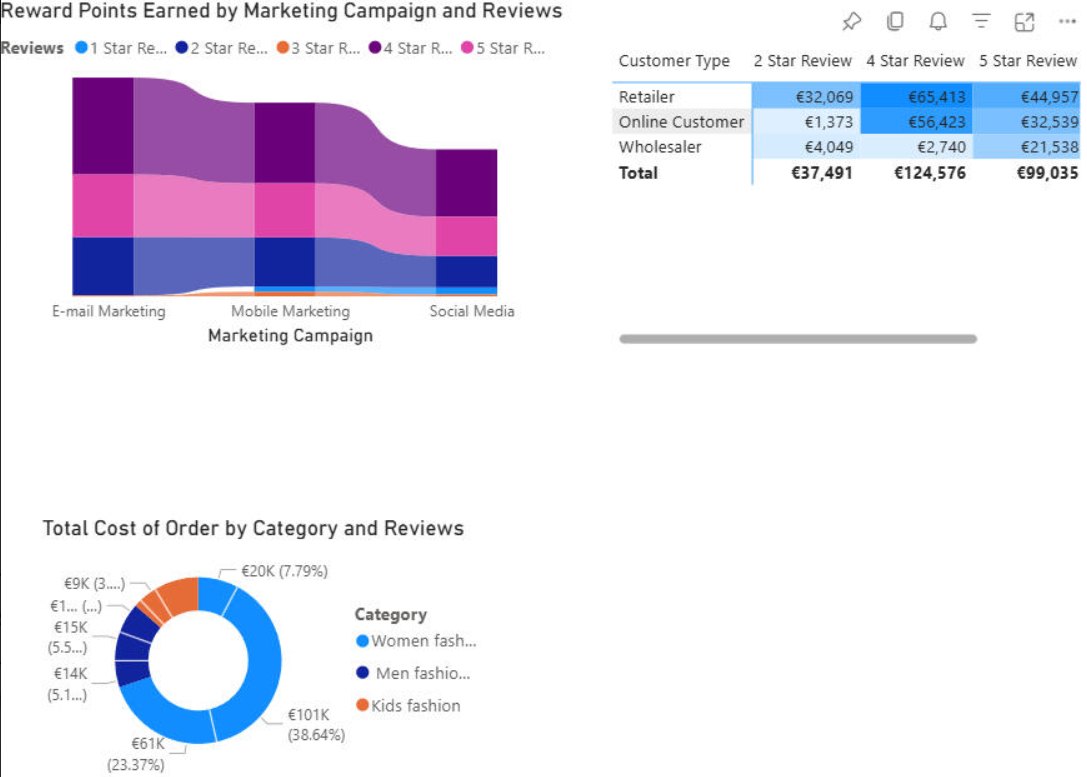 Reward Points Earned by Marketing Campaign and Reviews
Reviews 1 Star Re... 2 Star Re... 3 Star R... 4 Star R... 5 Star R...
E-mail Marketing Mobile Marketing Social Media
Marketing Campaign
Customer Type 2 Star Review 4 Star Review 5 Star Review
Retailer €32,069 €65,413 €44,957
Online Customer €1,373 €56,423 €32,539
Wholesaler €4,049 €2,740 €21,538
Total €37,491 €124,576 €99,035
Total Cost of Order by Category and Reviews
€20K (7.79%)
€9K (3....)
€1... (...)
€15K
(5.5...)
€14K
(5.1...)
€101K
(38.64%)
€61K
(23.37%)
Category
Women fash...
Men fashio...
Kids fashion